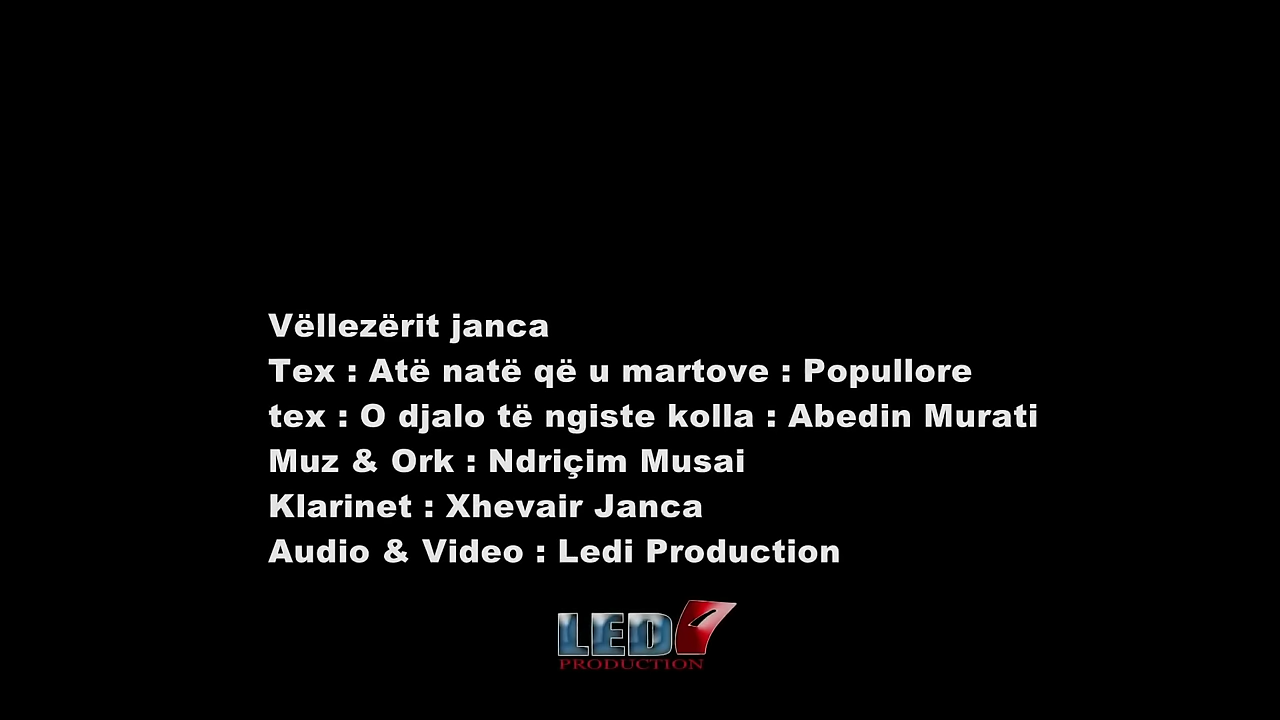 Vëllezërit janca
Tex : Atë natë që u martove : Popullore
tex : O djalo të ngiste kolla : Abedin Murati
Muz & Ork : Ndriçim Musai
Klarinet : Xhevair Janca
Audio & Video : Ledi Production
LEDI
PRODUCTION